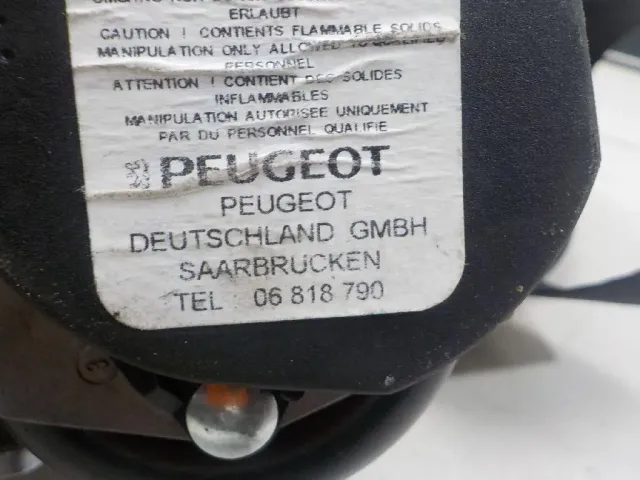 ERLAUBT
CAUTION ! CONTIENTS FLAMMABLE SOLIDS
MANIPULATION ONLY ALLOWED TO QUALIFIED
PERSONNEL
ATTENTION ! CONTIENT DES SOLIDES
INFLAMMABLES
MANIPULATION AUTORISEE UNIQUEMENT
PAR DU PERSONNEL QUALIFIE
PEUGEOT
PEUGEOT
DEUTSCHLAND GMBH
SAARBRUCKEN
TEL : 06 818 790